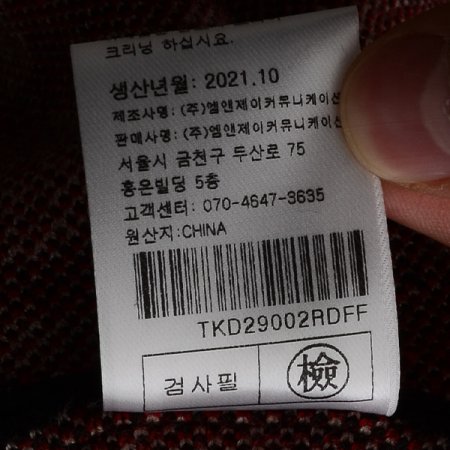 크리닝 하십시요.
생산년월: 2021.10
제조사명: (주)엠앤제이커뮤니케이션
판매사명: (주)엠앤제이커뮤니케이션
서울시 금천구 두산로 75
홍은빌딩 5층
고객센터: 070-4647-3635
원산지:CHINA
TKD29002RDFF
검사필 檢